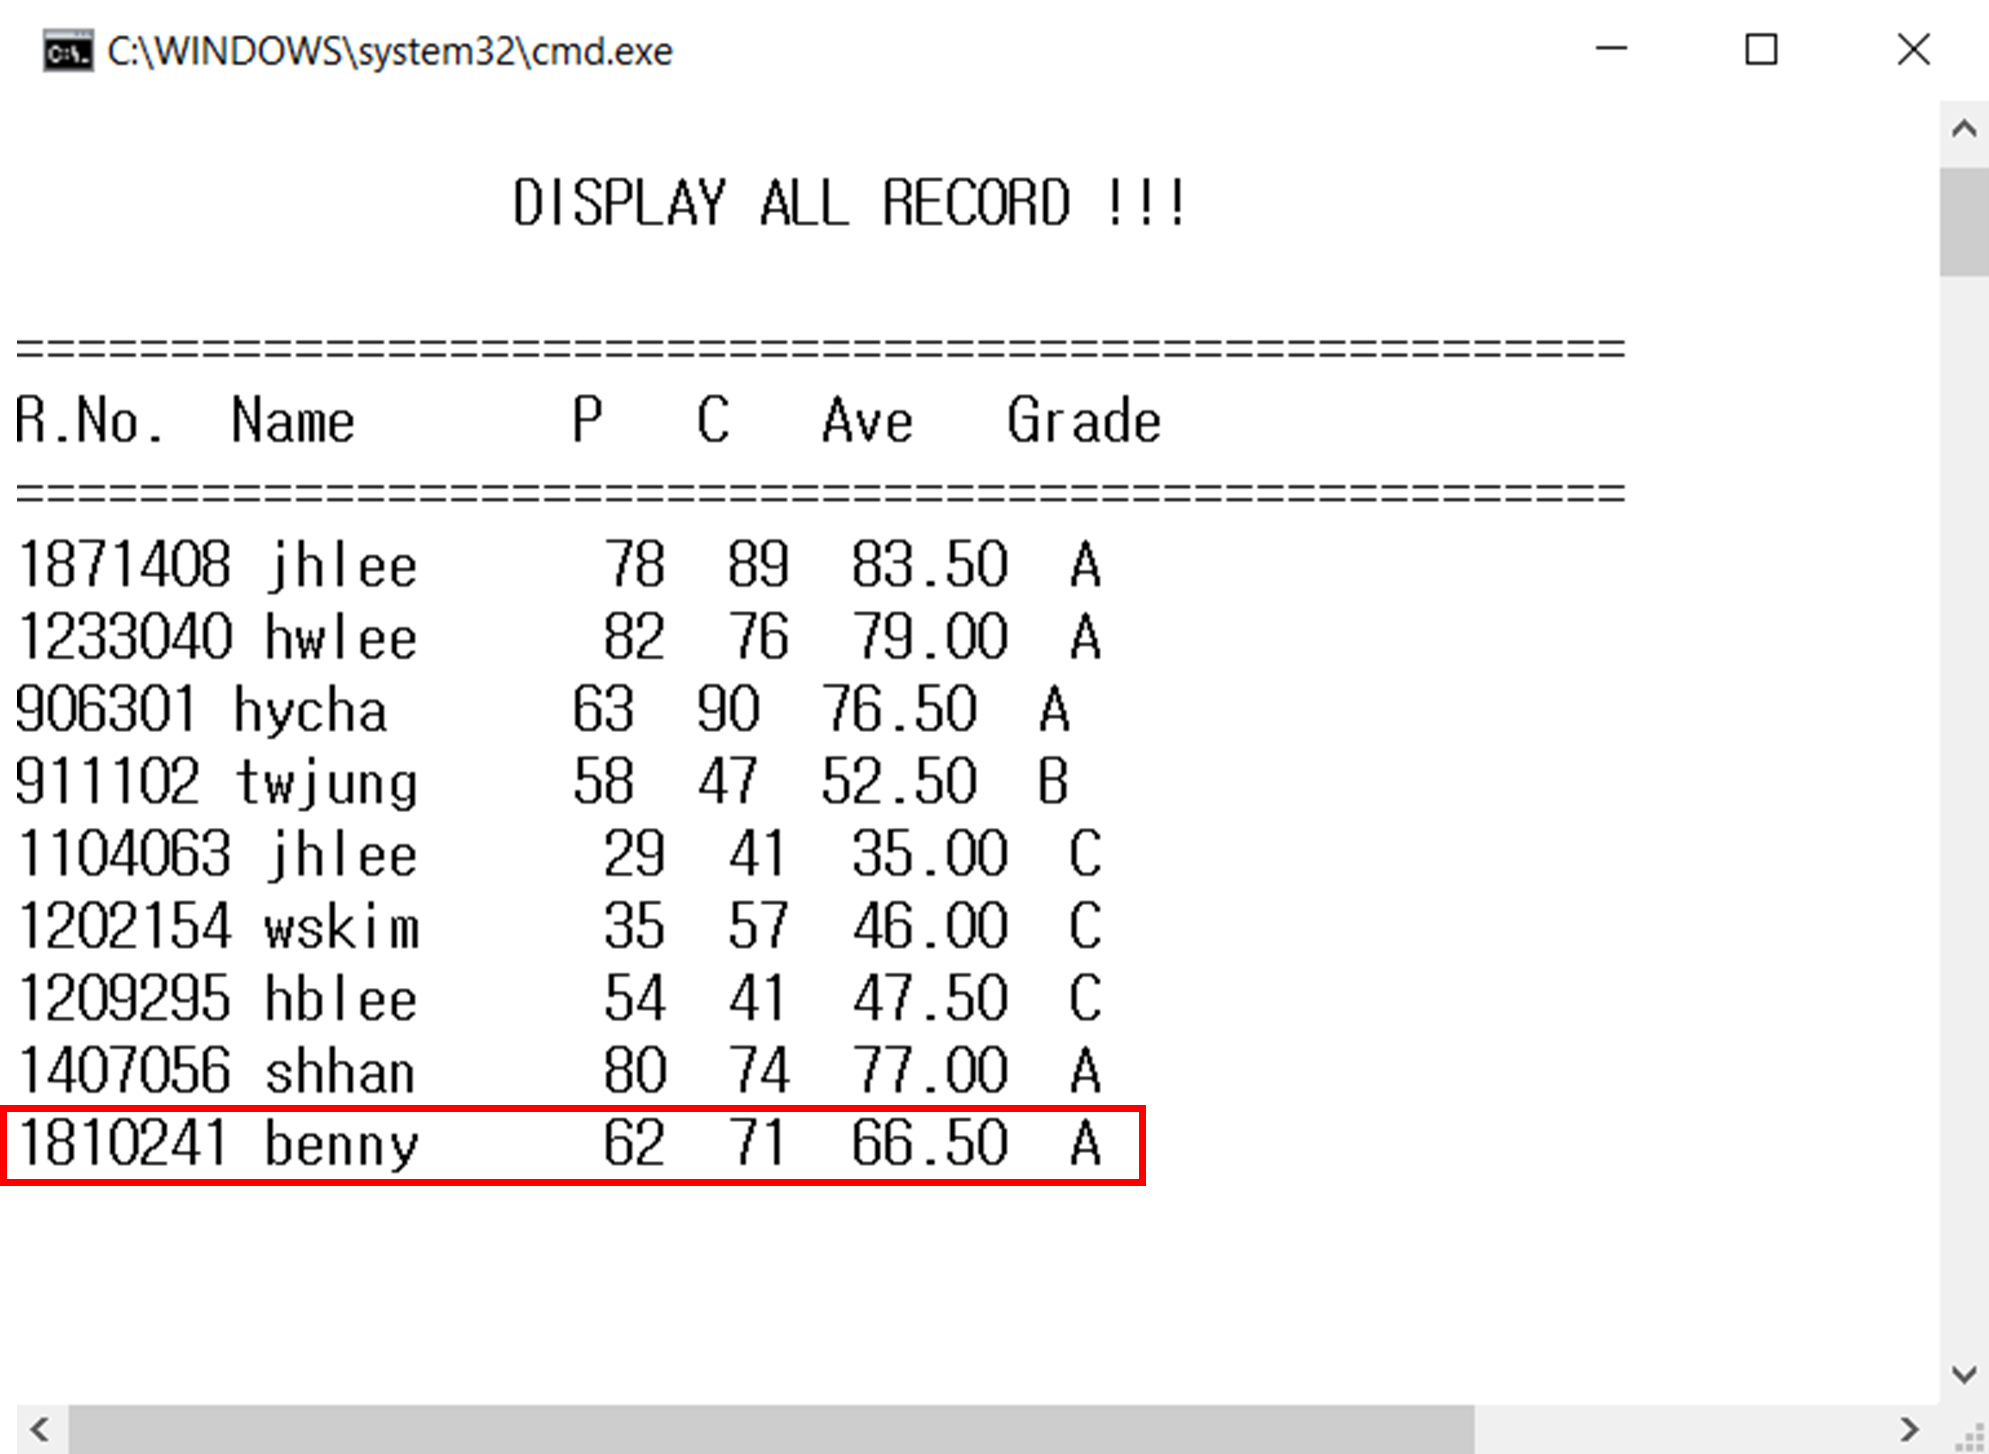 C:\WINDOWS\system32\cmd.exe
DISPLAY ALL RECORD !!!
====================================================
R.No.  Name       P   C   Ave   Grade
====================================================
1871408 jhlee      78  89  83.50  A
1233040 hwlee      82  76  79.00  A
906301 hycha      63  90  76.50  A
911102 twjung     58  47  52.50  B
1104063 jhlee      29  41  35.00  C
1202154 wskim      35  57  46.00  C
1209295 hblee      54  41  47.50  C
1407056 shhan      80  74  77.00  A
1810241 benny      62  71  66.50  A